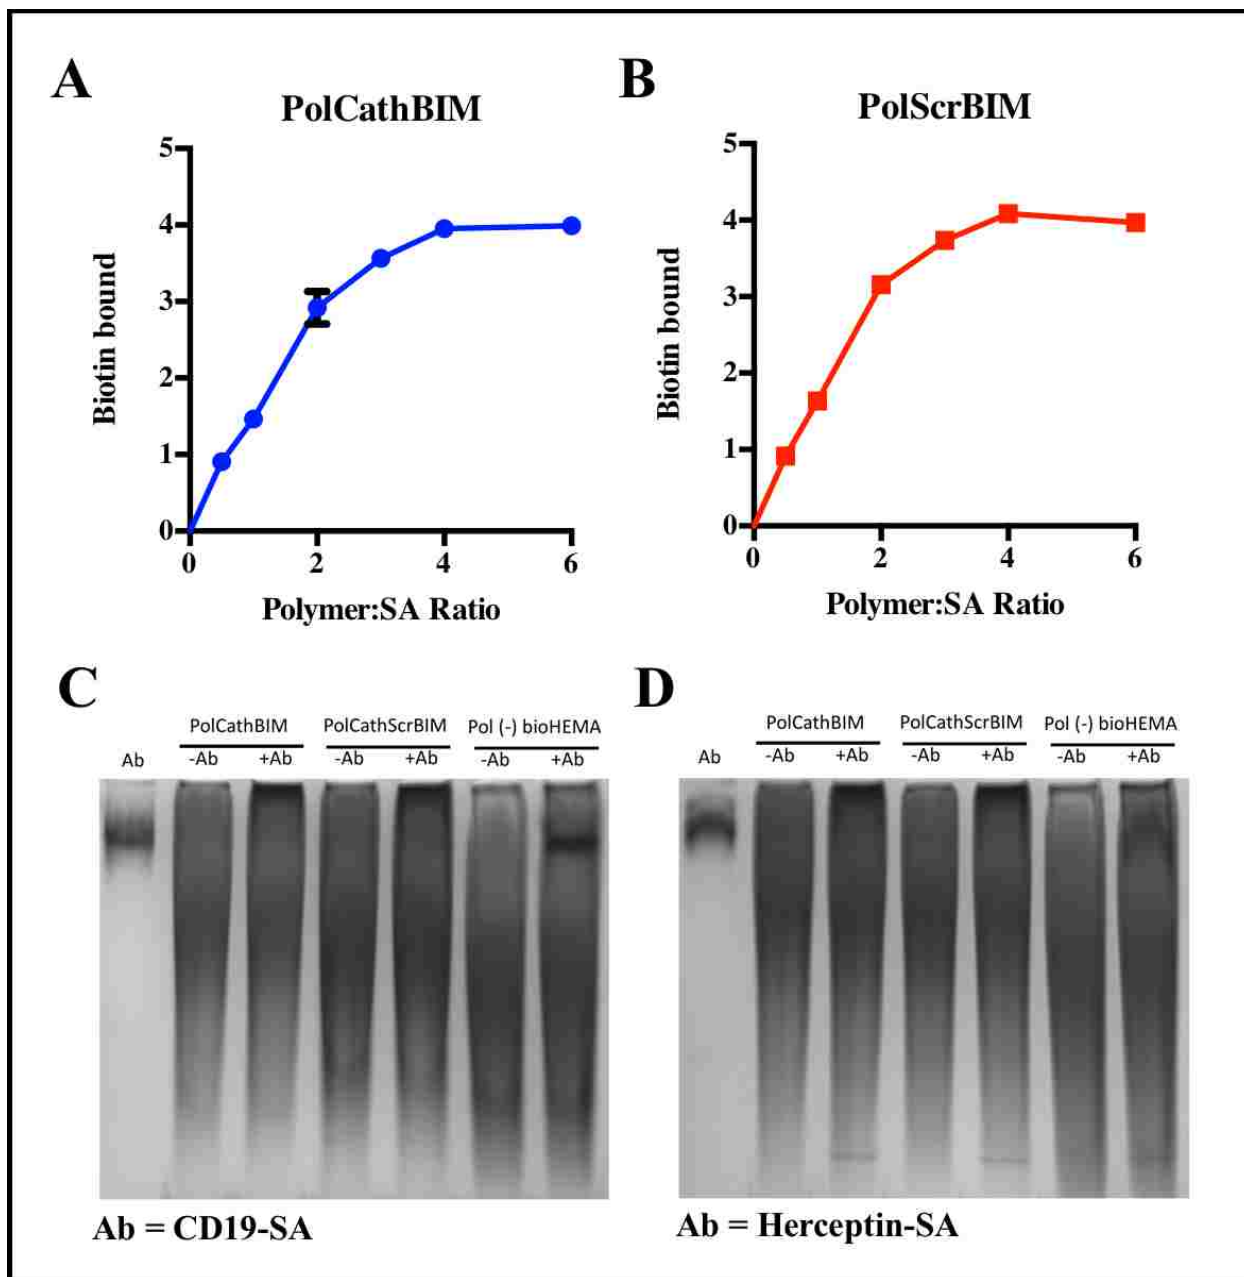 A
PolCathBIM
5
4
3
2
1
0
Biotin bound
0 2 4 6
Polymer:SA Ratio
B
PolScrBIM
5
4
3
2
1
0
Biotin bound
0 2 4 6
Polymer:SA Ratio
C
PolCathBIM PolCathScrBIM Pol (-) bioHEMA
Ab -Ab +Ab -Ab +Ab -Ab +Ab
Ab = CD19-SA
D
PolCathBIM PolCathScrBIM Pol (-) bioHEMA
Ab -Ab +Ab -Ab +Ab -Ab +Ab
Ab = Herceptin-SA